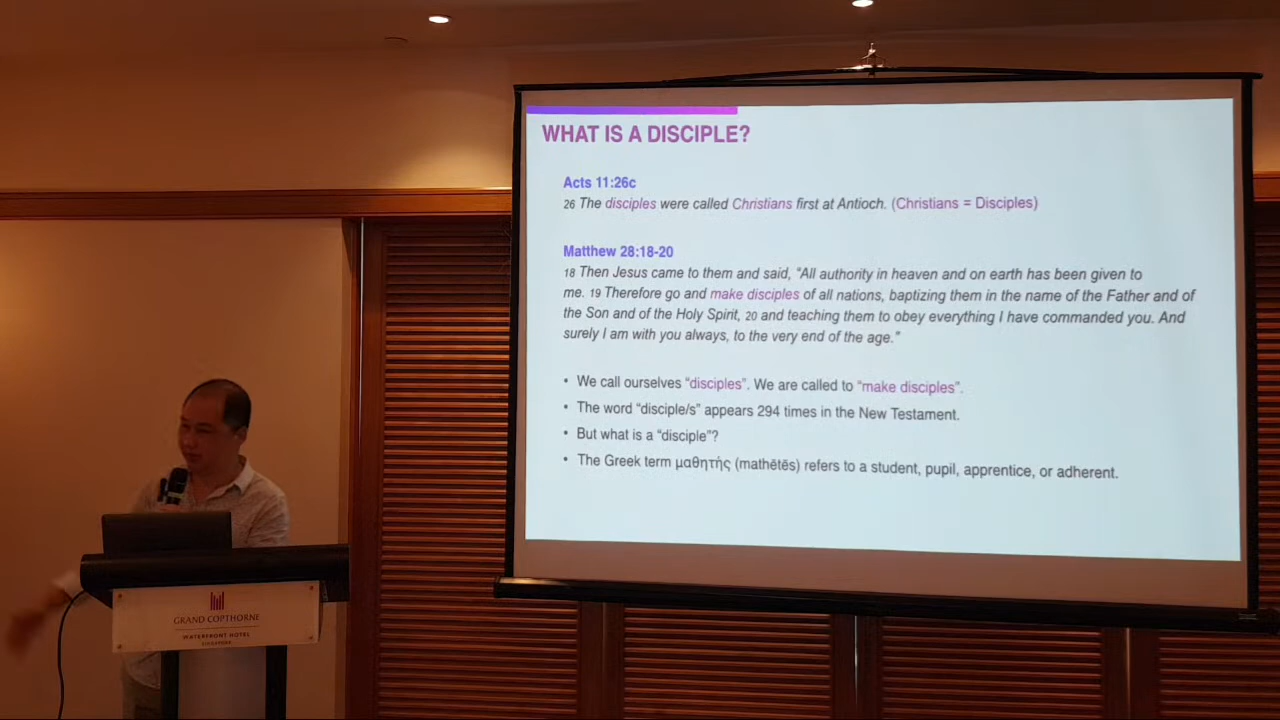 WHAT IS A DISCIPLE?
Acts 11:26c
26 The disciples were called Christians first at Antioch. (Christians = Disciples)
Matthew 28:18-20
18 Then Jesus came to them and said, “All authority in heaven and on earth has been given to
me. 19 Therefore go and make disciples of all nations, baptizing them in the name of the Father and of
the Son and of the Holy Spirit, 20 and teaching them to obey everything I have commanded you. And
surely I am with you always, to the very end of the age.”
• We call ourselves “disciples”. We are called to “make disciples”.
• The word “disciple/s” appears 294 times in the New Testament.
• But what is a “disciple”?
• The Greek term μαθητής (mathētēs) refers to a student, pupil, apprentice, or adherent.
GRAND COPTHORNE
WATERFRONT HOTEL
SINGAPORE